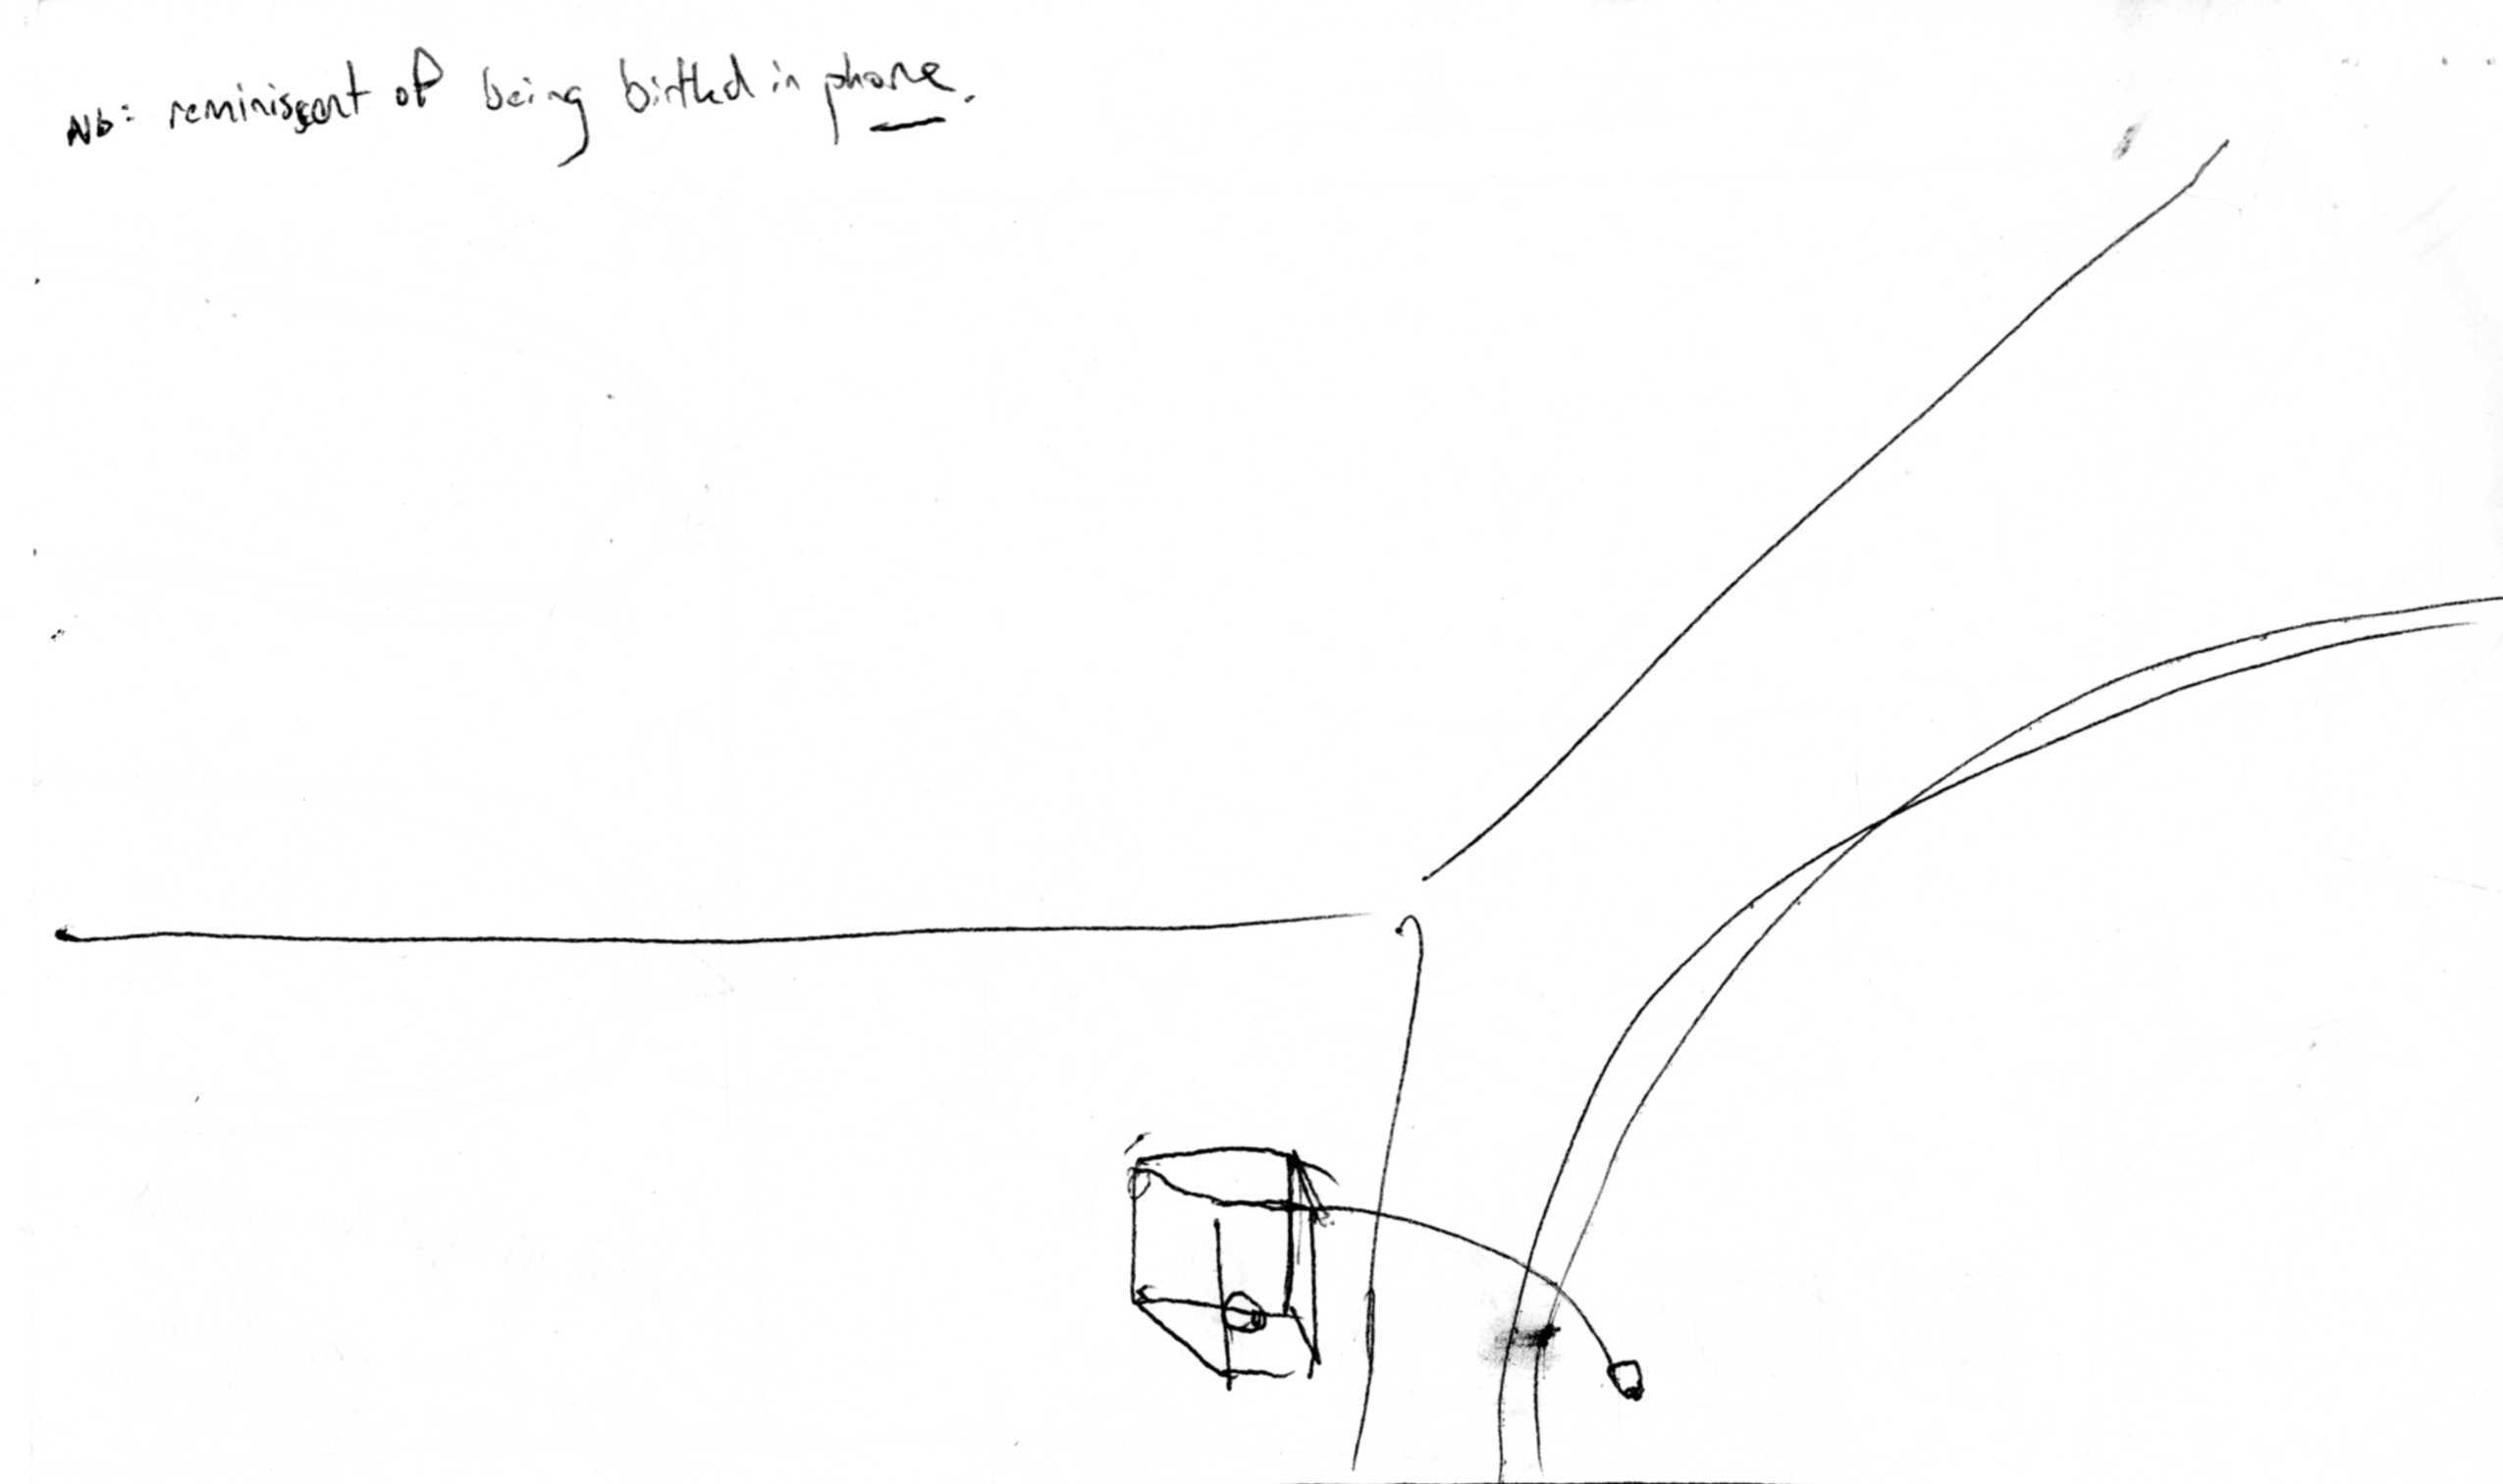 Nb: reminiscent of being birthed in phone.